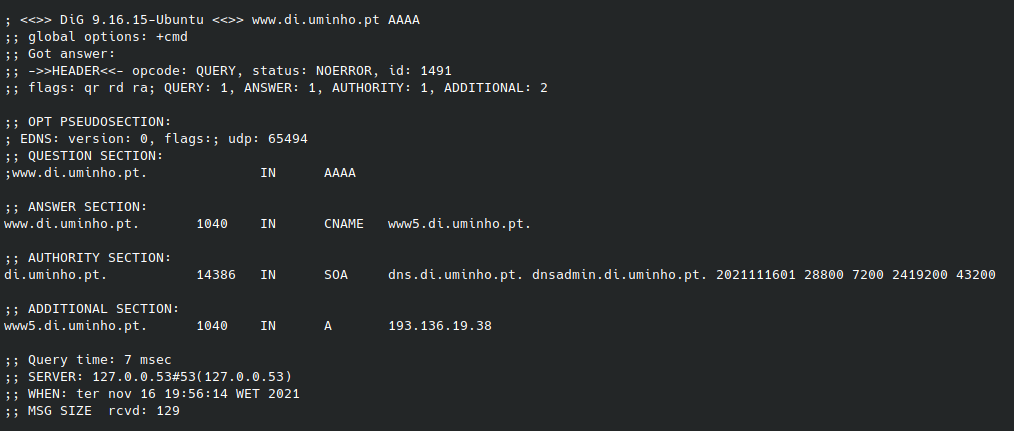 ; <<>> DiG 9.16.15-Ubuntu <<>> www.di.uminho.pt AAAA
;; global options: +cmd
;; Got answer:
;; ->>HEADER<<- opcode: QUERY, status: NOERROR, id: 1491
;; flags: qr rd ra; QUERY: 1, ANSWER: 1, AUTHORITY: 1, ADDITIONAL: 2

;; OPT PSEUDOSECTION:
; EDNS: version: 0, flags:; udp: 65494
;; QUESTION SECTION:
;www.di.uminho.pt.		IN	AAAA

;; ANSWER SECTION:
www.di.uminho.pt.	1040	IN	CNAME	www5.di.uminho.pt.

;; AUTHORITY SECTION:
di.uminho.pt.		14386	IN	SOA	dns.di.uminho.pt. dnsadmin.di.uminho.pt. 2021111601 28800 7200 2419200 43200

;; ADDITIONAL SECTION:
www5.di.uminho.pt.	1040	IN	A	193.136.19.38

;; Query time: 7 msec
;; SERVER: 127.0.0.53#53(127.0.0.53)
;; WHEN: ter nov 16 19:56:14 WET 2021
;; MSG SIZE  rcvd: 129